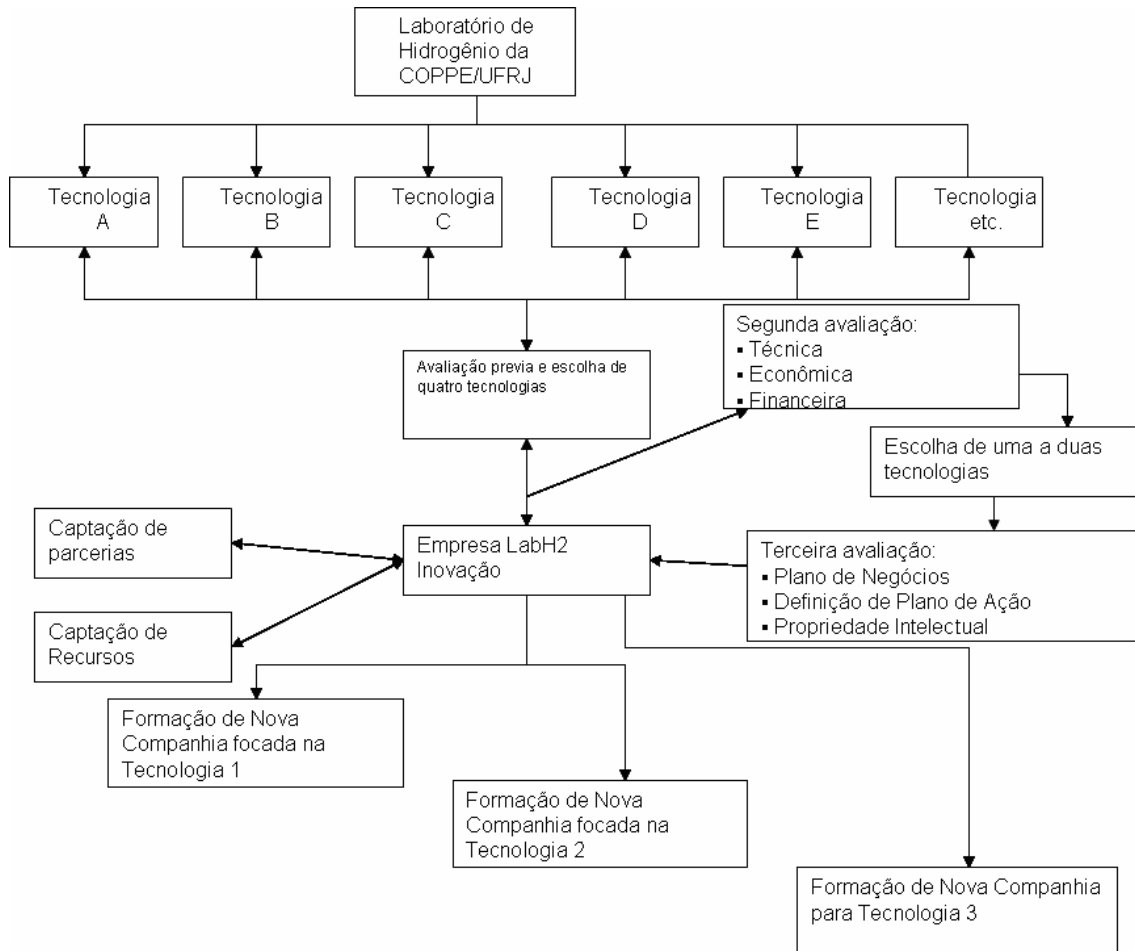 Laboratório de
Hidrogênio da
COPPE/UFRJ
Tecnologia
A
Tecnologia
B
Tecnologia
C
Tecnologia
D
Tecnologia
E
Tecnologia
etc.
Segunda avaliação:
▪ Técnica
▪ Econômica
▪ Financeira
Avaliação previa e escolha de
quatro tecnologias
Escolha de uma a duas
tecnologias
Captação de
parcerias
Empresa LabH2
Inovação
Terceira avaliação:
▪ Plano de Negócios
▪ Definição de Plano de Ação
▪ Propriedade Intelectual
Captação de
Recursos
Formação de Nova
Companhia focada na
Tecnologia 1
Formação de Nova
Companhia focada na
Tecnologia 2
Formação de Nova Companhia
para Tecnologia 3